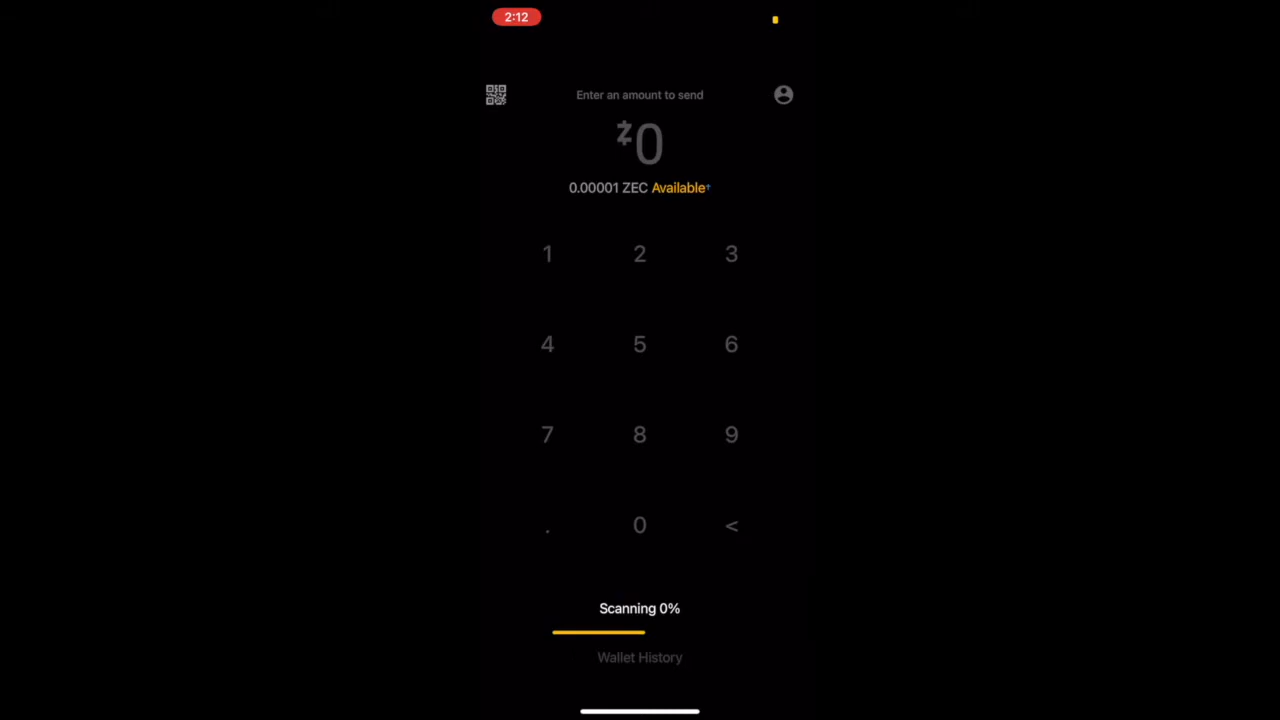 2:12
Enter an amount to send
0
0.00001 ZEC Available
1 2 3
4 5 6
7 8 9
. 0 <
Scanning 0%
Wallet History